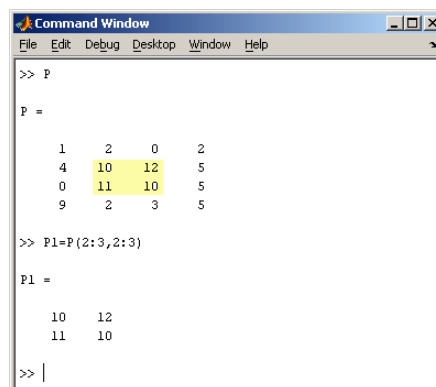 Command Window
File Edit Debug Desktop Window Help
>> P
P =
1 2 0 2
4 10 12 5
0 11 10 5
9 2 3 5
>> P1=P(2:3,2:3)
P1 =
10 12
11 10
>>